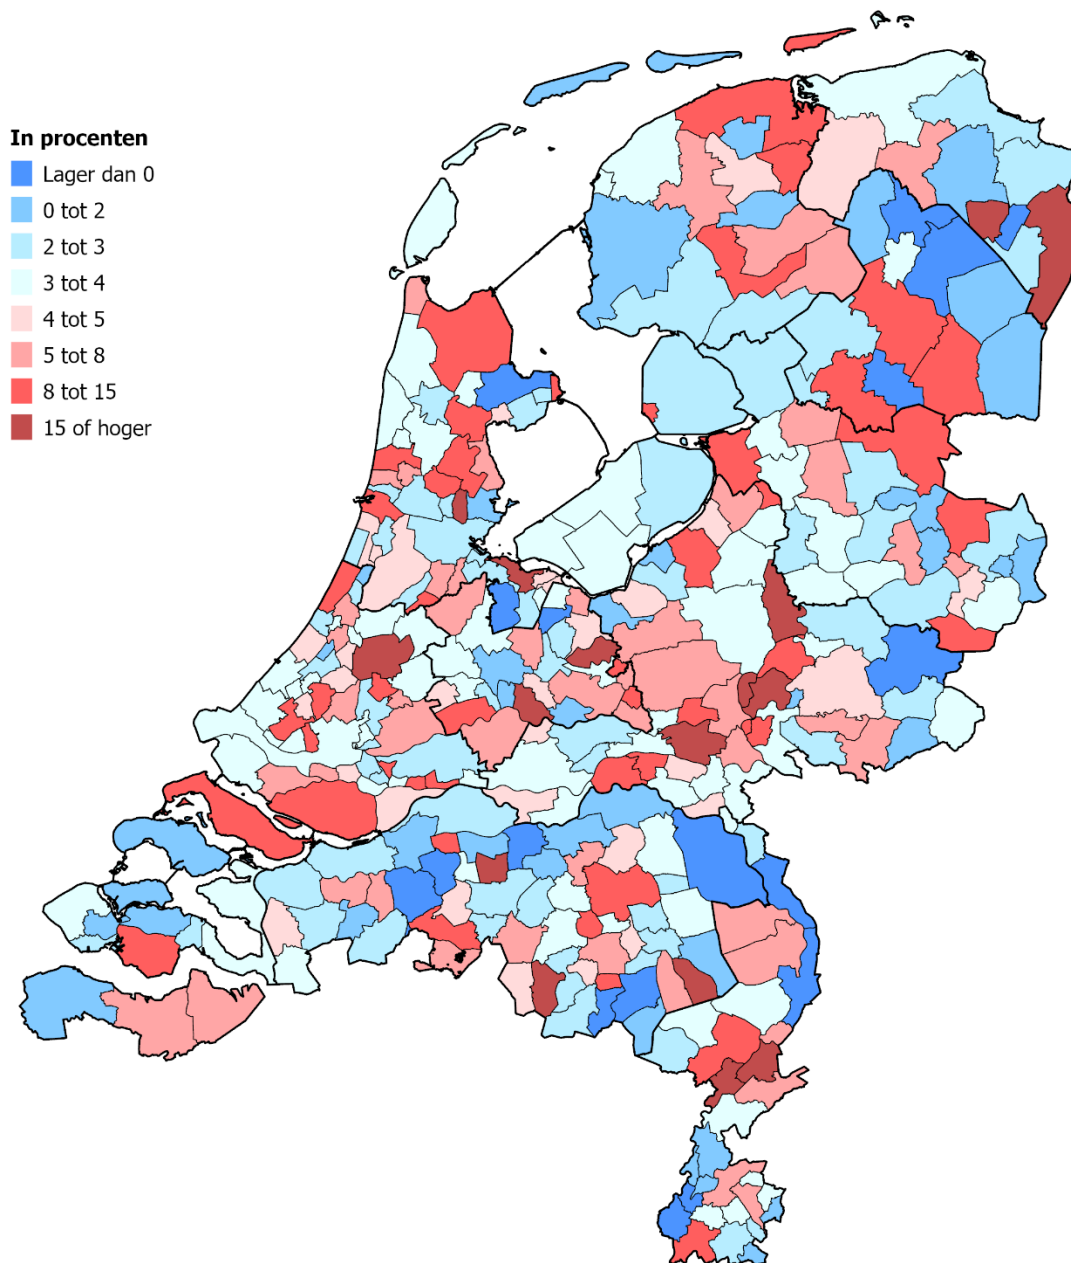 In procenten
Lager dan 0
0 tot 2
2 tot 3
3 tot 4
4 tot 5
5 tot 8
8 tot 15
15 of hoger